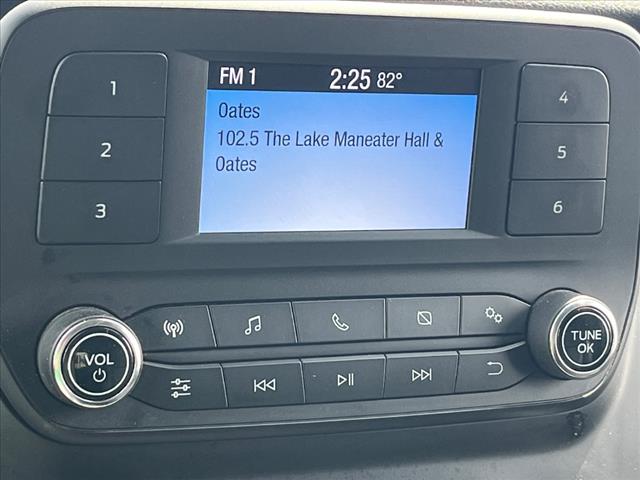 FM 1 2:25 82°
Oates
102.5 The Lake Maneater Hall &
Oates
1
2
3
4
5
6
VOL
TUNE
OK